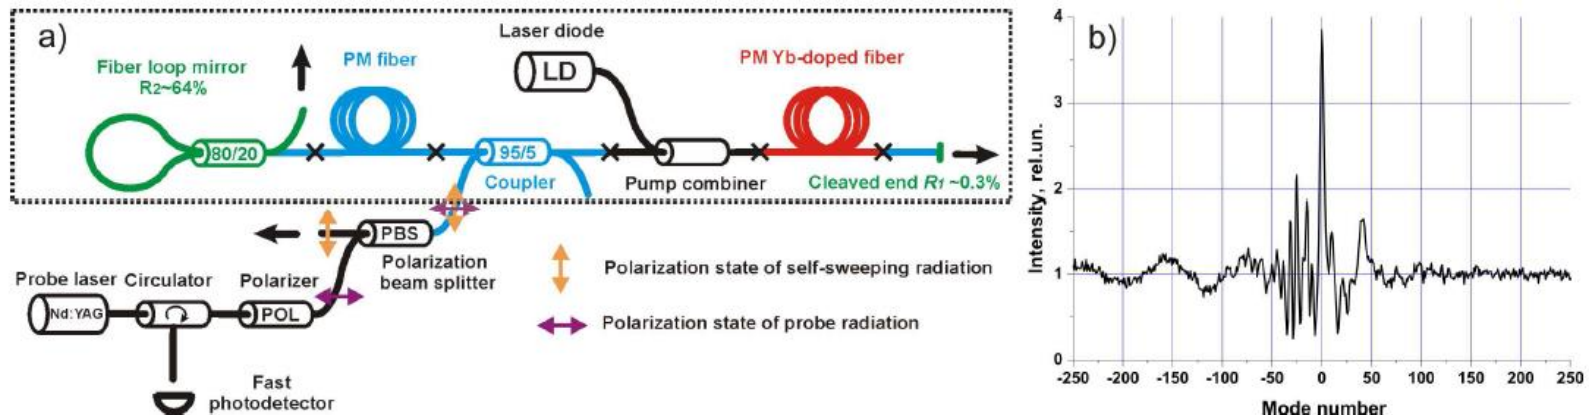 a)
Fiber loop mirror
R2~64%
80/20
PM fiber
95/5
Coupler
Laser diode
LD
Pump combiner
PM Yb-doped fiber
Cleaved end R1 ~0.3%
PBS
Polarization
beam splitter
Probe laser
Nd:YAG
Circulator
Polarizer
POL
Fast
photodetector
Polarization state of self-sweeping radiation
Polarization state of probe radiation
b)
Intensity, rel.un.
4
3
2
1
0
-250 -200 -150 -100 -50 0 50 100 150 200 250
Mode number